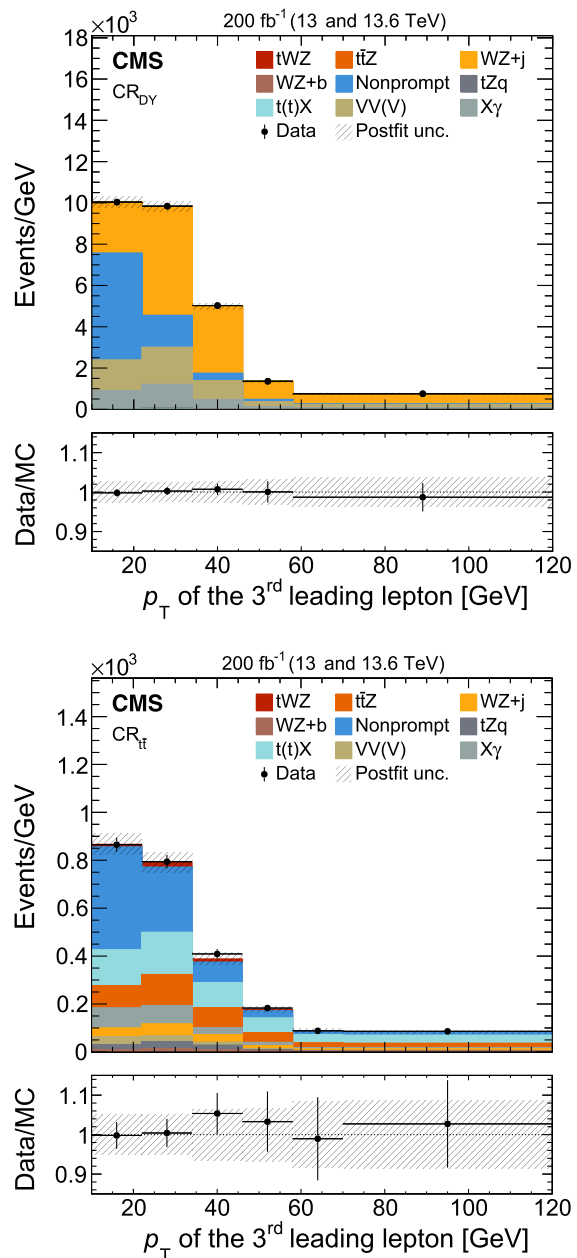 ×10³
200 fb⁻¹ (13 and 13.6 TeV)
CMS
CR_DY
tWZ
tt̄Z
WZ+j
WZ+b
Nonprompt
tZq
t(t)X
VV(V)
Xγ
Data
Postfit unc.
Events/GeV
18
16
14
12
10
8
6
4
2
0
Data/MC
1.1
1
0.9
20 40 60 80 100 120
p_T of the 3rd leading lepton [GeV]
×10³
200 fb⁻¹ (13 and 13.6 TeV)
CMS
CR_tt̄
tWZ
tt̄Z
WZ+j
WZ+b
Nonprompt
tZq
t(t)X
VV(V)
Xγ
Data
Postfit unc.
Events/GeV
1.4
1.2
1
0.8
0.6
0.4
0.2
0
Data/MC
1.1
1
0.9
20 40 60 80 100 120
p_T of the 3rd leading lepton [GeV]